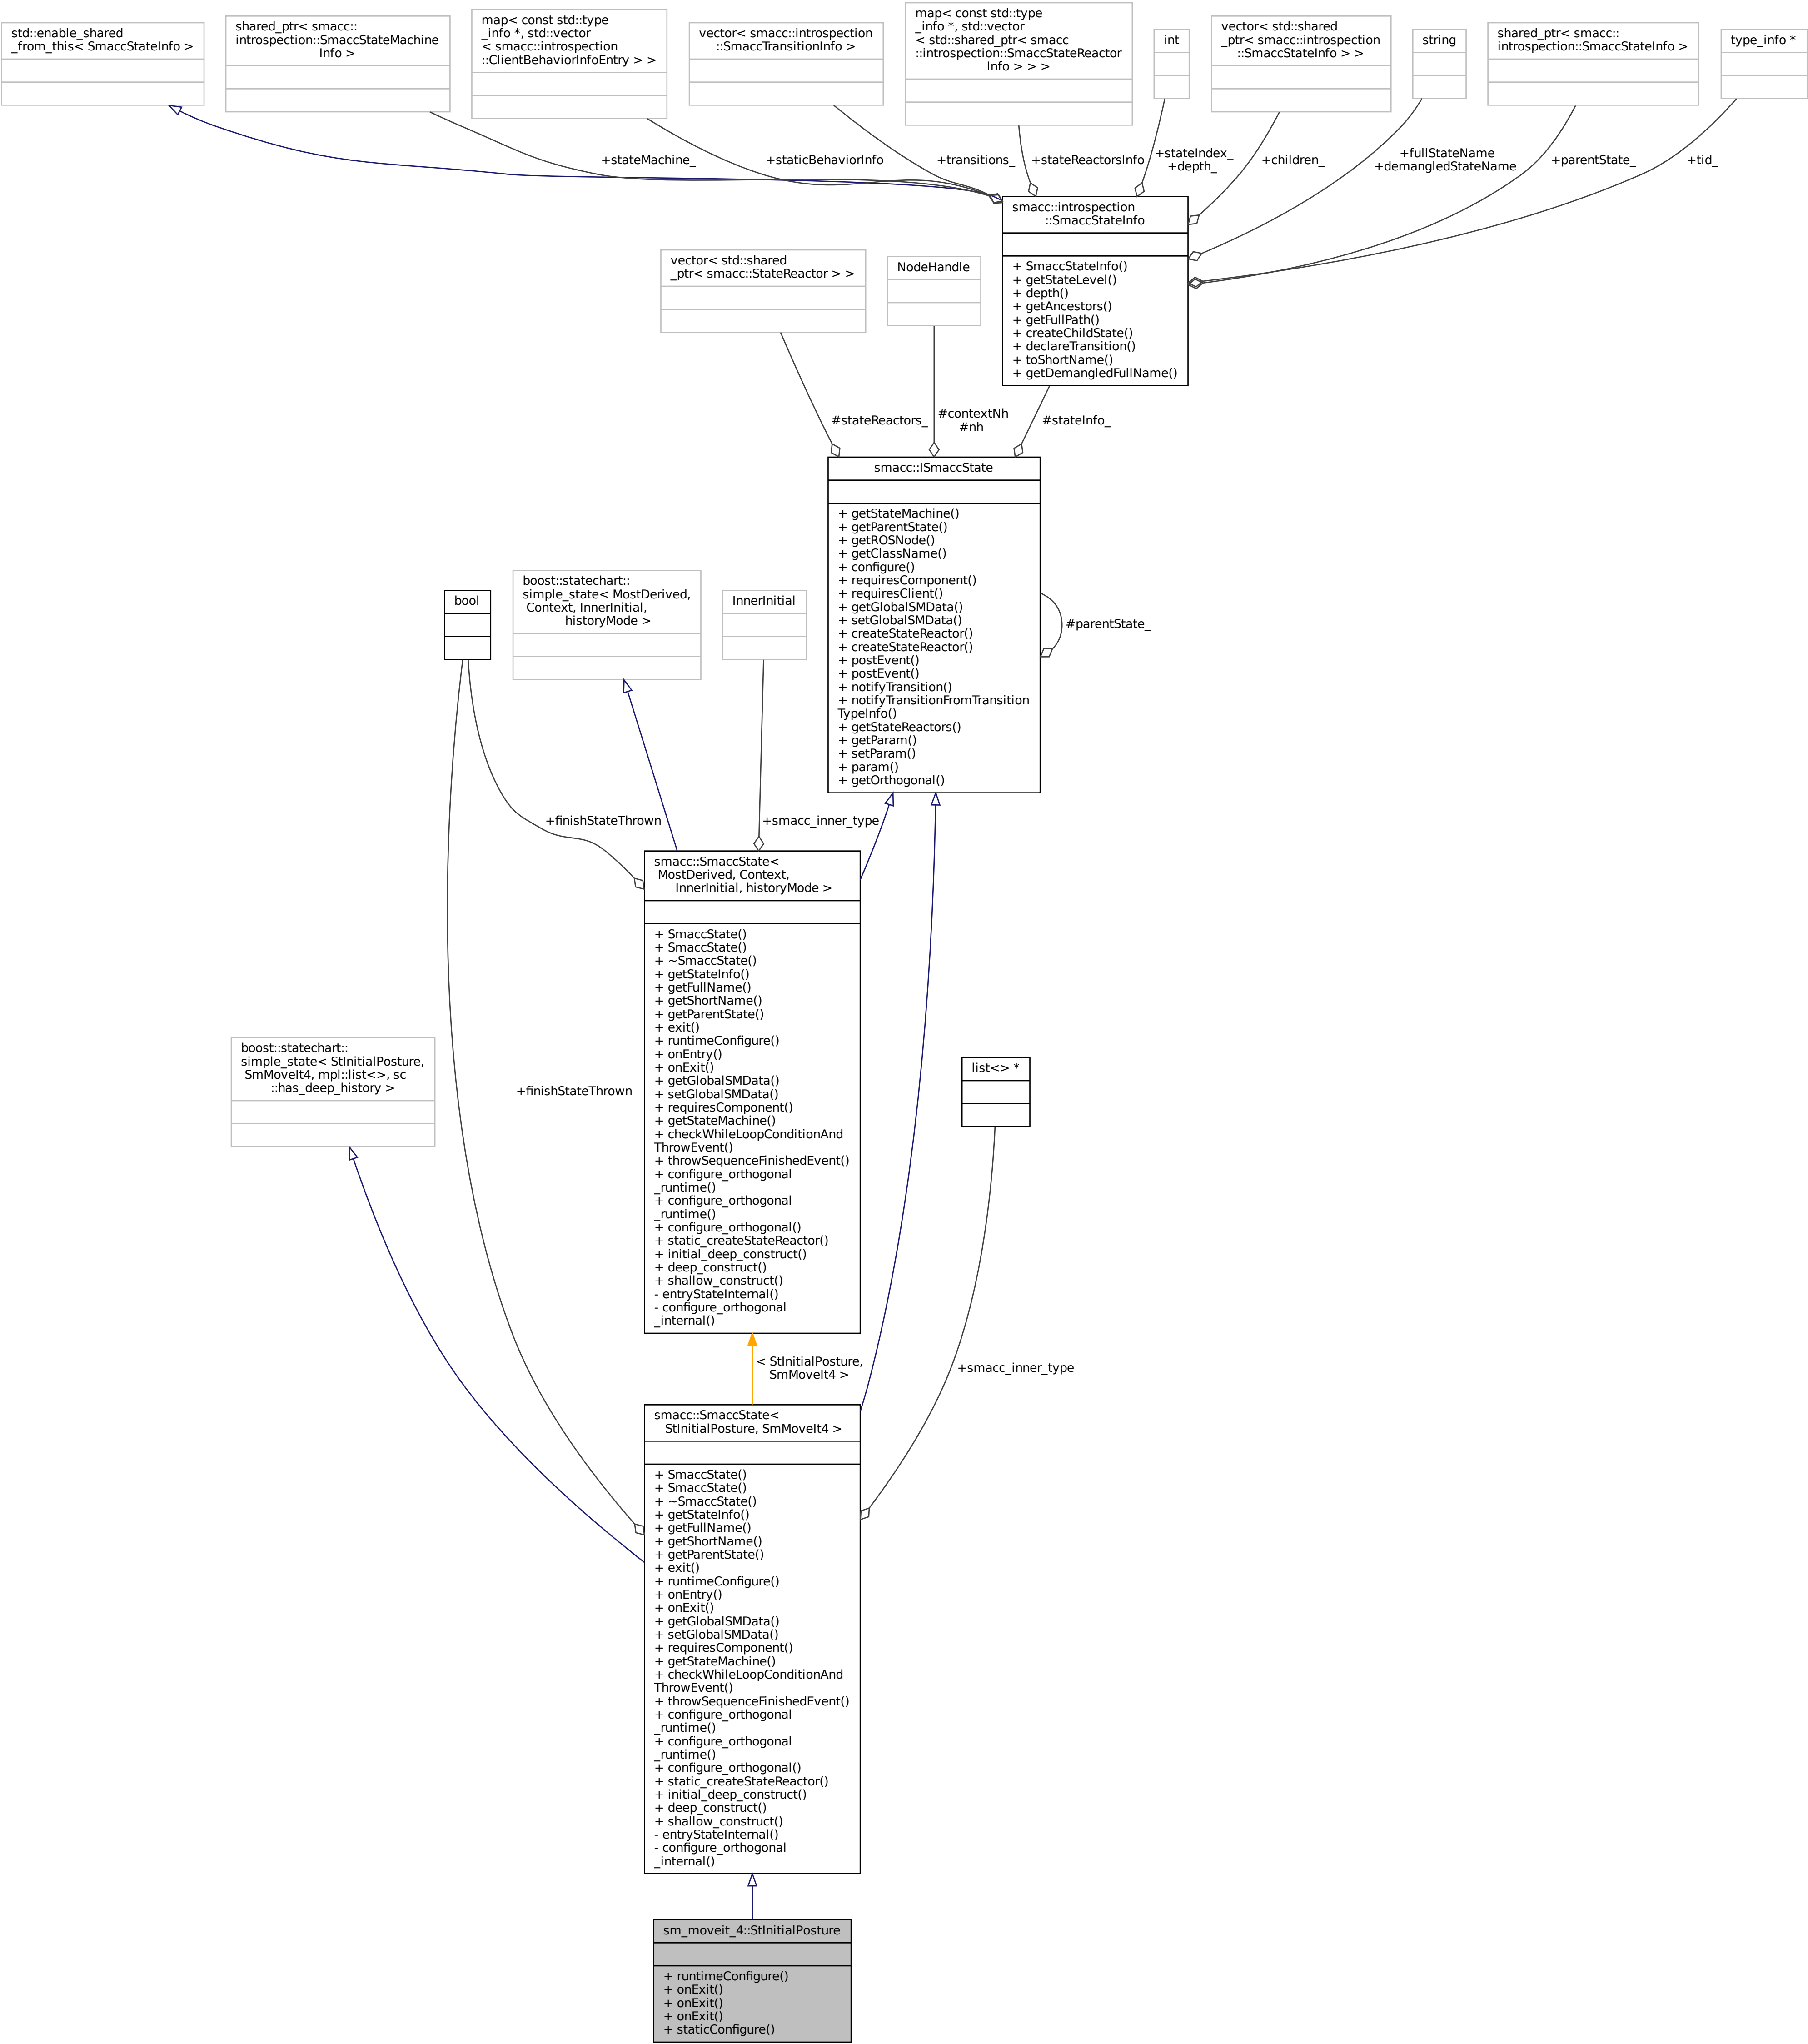 std::enable_shared
_from_this< SmaccStateInfo >
shared_ptr< smacc::
introspection::SmaccStateMachine
Info >
map< const std::type
_info *, std::vector
< smacc::introspection
::ClientBehaviorInfoEntry > >
vector< smacc::introspection
::SmaccTransitionInfo >
map< const std::type
_info *, std::vector
< std::shared_ptr< smacc
::introspection::SmaccStateReactor
Info > > >
int
vector< std::shared
_ptr< smacc::introspection
::SmaccStateInfo > >
string
shared_ptr< smacc::
introspection::SmaccStateInfo >
type_info *
+stateMachine_
+staticBehaviorInfo
+transitions_
+stateReactorsInfo
+stateIndex_
+depth_
+children_
+fullStateName
+demangledStateName
+parentState_
+tid_
smacc::introspection
::SmaccStateInfo
+ SmaccStateInfo()
+ getStateLevel()
+ depth()
+ getAncestors()
+ getFullPath()
+ createChildState()
+ declareTransition()
+ toShortName()
+ getDemangledFullName()
vector< std::shared
_ptr< smacc::StateReactor > >
NodeHandle
#stateReactors_
#contextNh
#nh
#stateInfo_
smacc::ISmaccState
+ getStateMachine()
+ getParentState()
+ getROSNode()
+ getClassName()
+ configure()
+ requiresComponent()
+ requiresClient()
+ getGlobalSMData()
+ setGlobalSMData()
+ createStateReactor()
+ createStateReactor()
+ postEvent()
+ postEvent()
+ notifyTransition()
+ notifyTransitionFromTransition
TypeInfo()
+ getStateReactors()
+ getParam()
+ setParam()
+ param()
+ getOrthogonal()
#parentState_
bool
boost::statechart::
simple_state< MostDerived,
Context, InnerInitial,
historyMode >
InnerInitial
+finishStateThrown
+smacc_inner_type
smacc::SmaccState<
MostDerived, Context,
InnerInitial, historyMode >
+ SmaccState()
+ SmaccState()
+ ~SmaccState()
+ getStateInfo()
+ getFullName()
+ getShortName()
+ getParentState()
+ exit()
+ runtimeConfigure()
+ onEntry()
+ onExit()
+ getGlobalSMData()
+ setGlobalSMData()
+ requiresComponent()
+ getStateMachine()
+ checkWhileLoopConditionAnd
ThrowEvent()
+ throwSequenceFinishedEvent()
+ configure_orthogonal
_runtime()
+ configure_orthogonal
_runtime()
+ configure_orthogonal()
+ static_createStateReactor()
+ initial_deep_construct()
+ deep_construct()
+ shallow_construct()
- entryStateInternal()
- configure_orthogonal
_internal()
boost::statechart::
simple_state< StInitialPosture,
SmMoveIt4, mpl::list<>, sc
::has_deep_history >
+finishStateThrown
list<> *
< StInitialPosture,
SmMoveIt4 >
+smacc_inner_type
smacc::SmaccState<
StInitialPosture, SmMoveIt4 >
+ SmaccState()
+ SmaccState()
+ ~SmaccState()
+ getStateInfo()
+ getFullName()
+ getShortName()
+ getParentState()
+ exit()
+ runtimeConfigure()
+ onEntry()
+ onExit()
+ getGlobalSMData()
+ setGlobalSMData()
+ requiresComponent()
+ getStateMachine()
+ checkWhileLoopConditionAnd
ThrowEvent()
+ throwSequenceFinishedEvent()
+ configure_orthogonal
_runtime()
+ configure_orthogonal
_runtime()
+ configure_orthogonal()
+ static_createStateReactor()
+ initial_deep_construct()
+ deep_construct()
+ shallow_construct()
- entryStateInternal()
- configure_orthogonal
_internal()
sm_moveit_4::StInitialPosture
+ runtimeConfigure()
+ onExit()
+ onExit()
+ onExit()
+ staticConfigure()